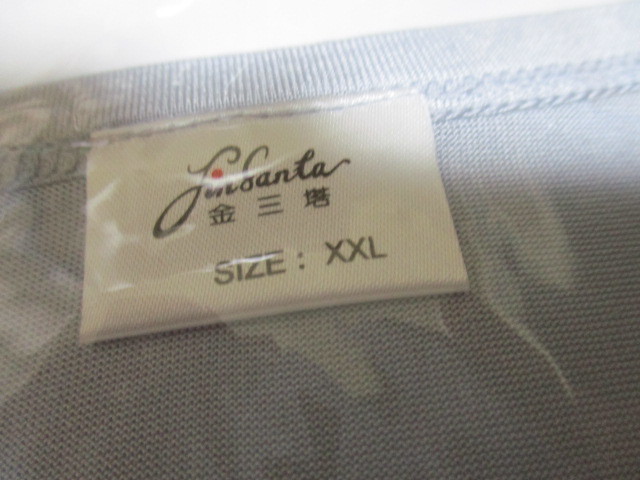 JinSanta
金三塔
SIZE: XXL